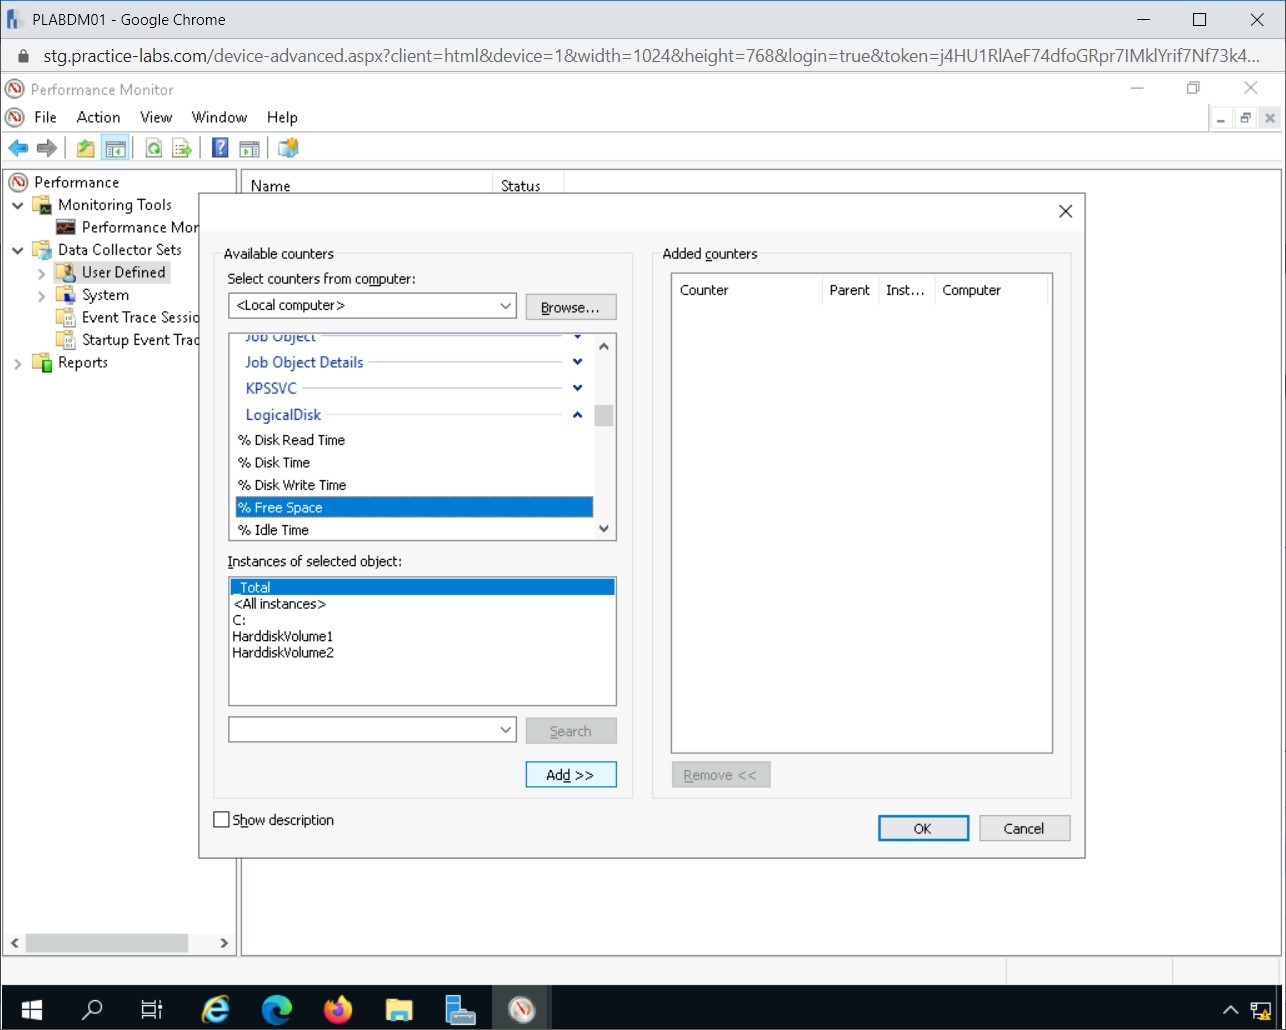 PLABDM01 - Google Chrome
stg.practice-labs.com/device-advanced.aspx?client=html&device=1&width=1024&height=768&login=true&token=j4HU1RlAeF74dfoGRpr7IMklYrif7Nf73k4...
Performance Monitor
File Action View Window Help
Performance
Monitoring Tools
Performance Mor
Data Collector Sets
User Defined
System
Event Trace Sessic
Startup Event Trac
Reports
Name Status
Available counters
Select counters from computer:
<Local computer>
Browse...
Job Object
Job Object Details
KPSSVC
LogicalDisk
% Disk Read Time
% Disk Time
% Disk Write Time
% Free Space
% Idle Time
Instances of selected object:
_Total
<All instances>
C:
HarddiskVolume1
HarddiskVolume2
Search
Add >>
Show description
Added counters
Counter Parent Inst... Computer
Remove <<
OK
Cancel